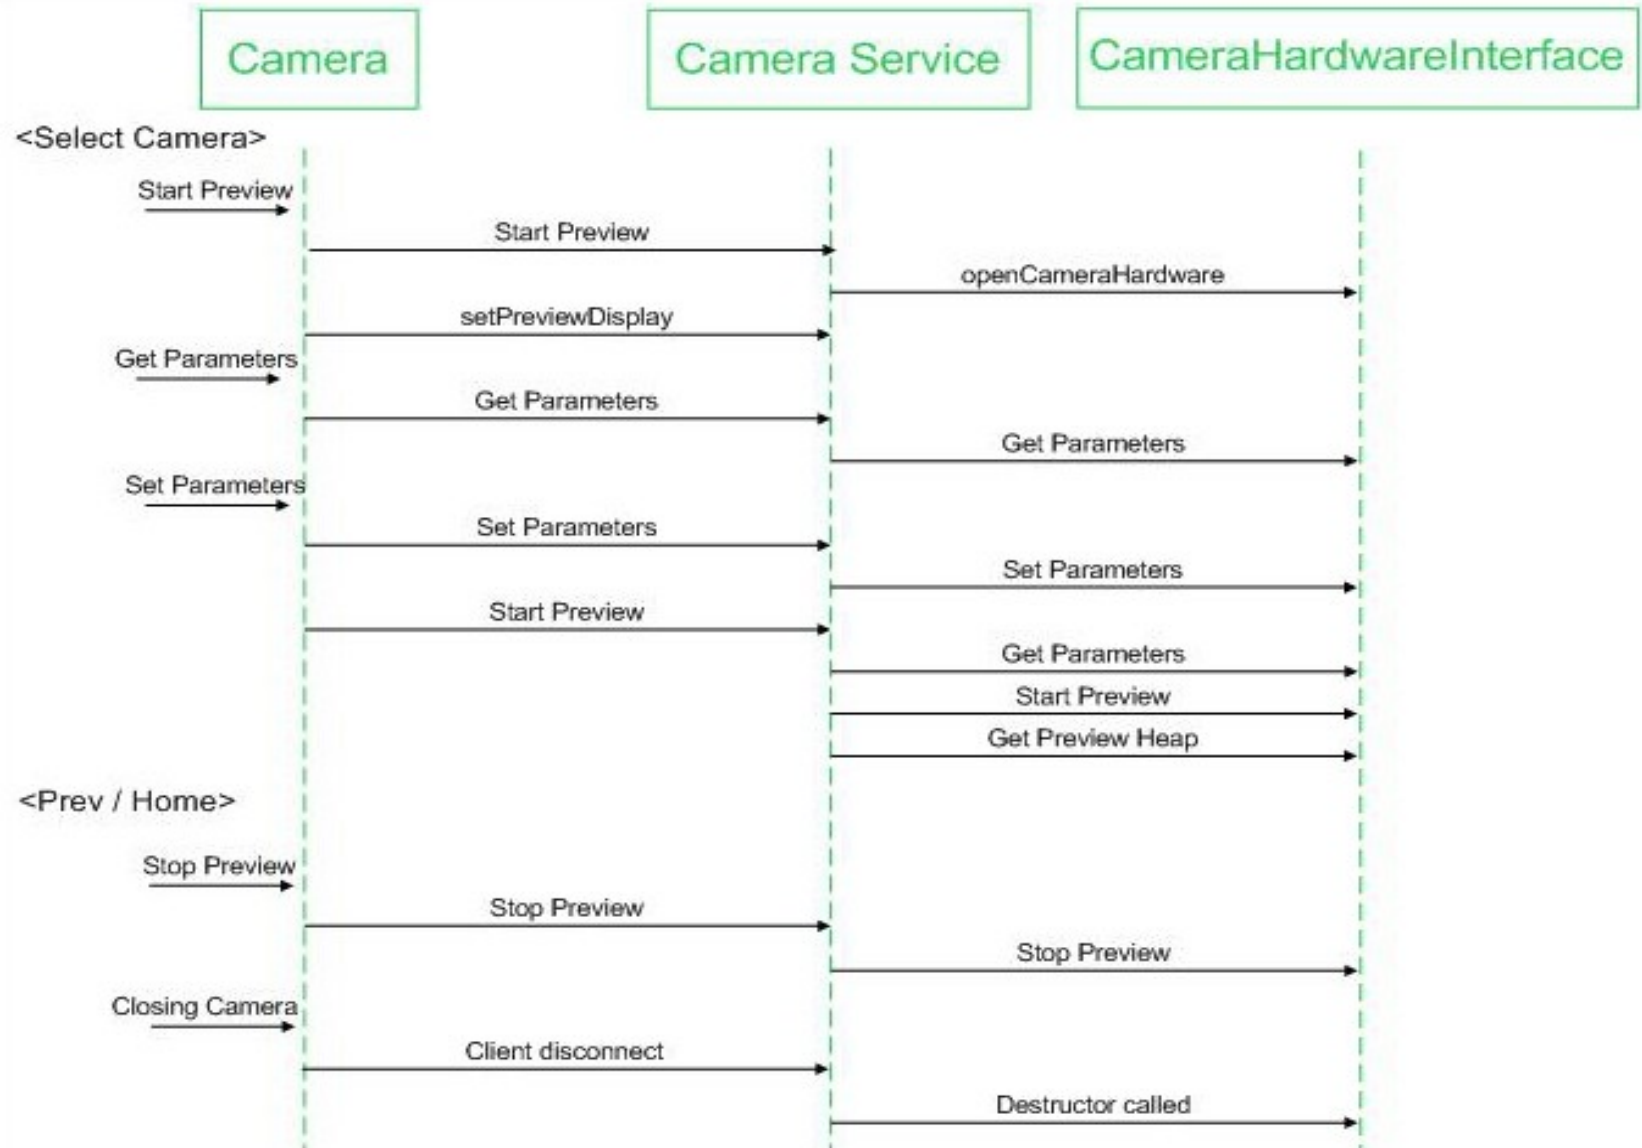 Camera
Camera Service
CameraHardwareInterface
<Select Camera>
Start Preview
Start Preview
openCameraHardware
setPreviewDisplay
Get Parameters
Get Parameters
Get Parameters
Set Parameters
Set Parameters
Set Parameters
Start Preview
Get Parameters
Start Preview
Get Preview Heap
<Prev / Home>
Stop Preview
Stop Preview
Stop Preview
Closing Camera
Client disconnect
Destructor called